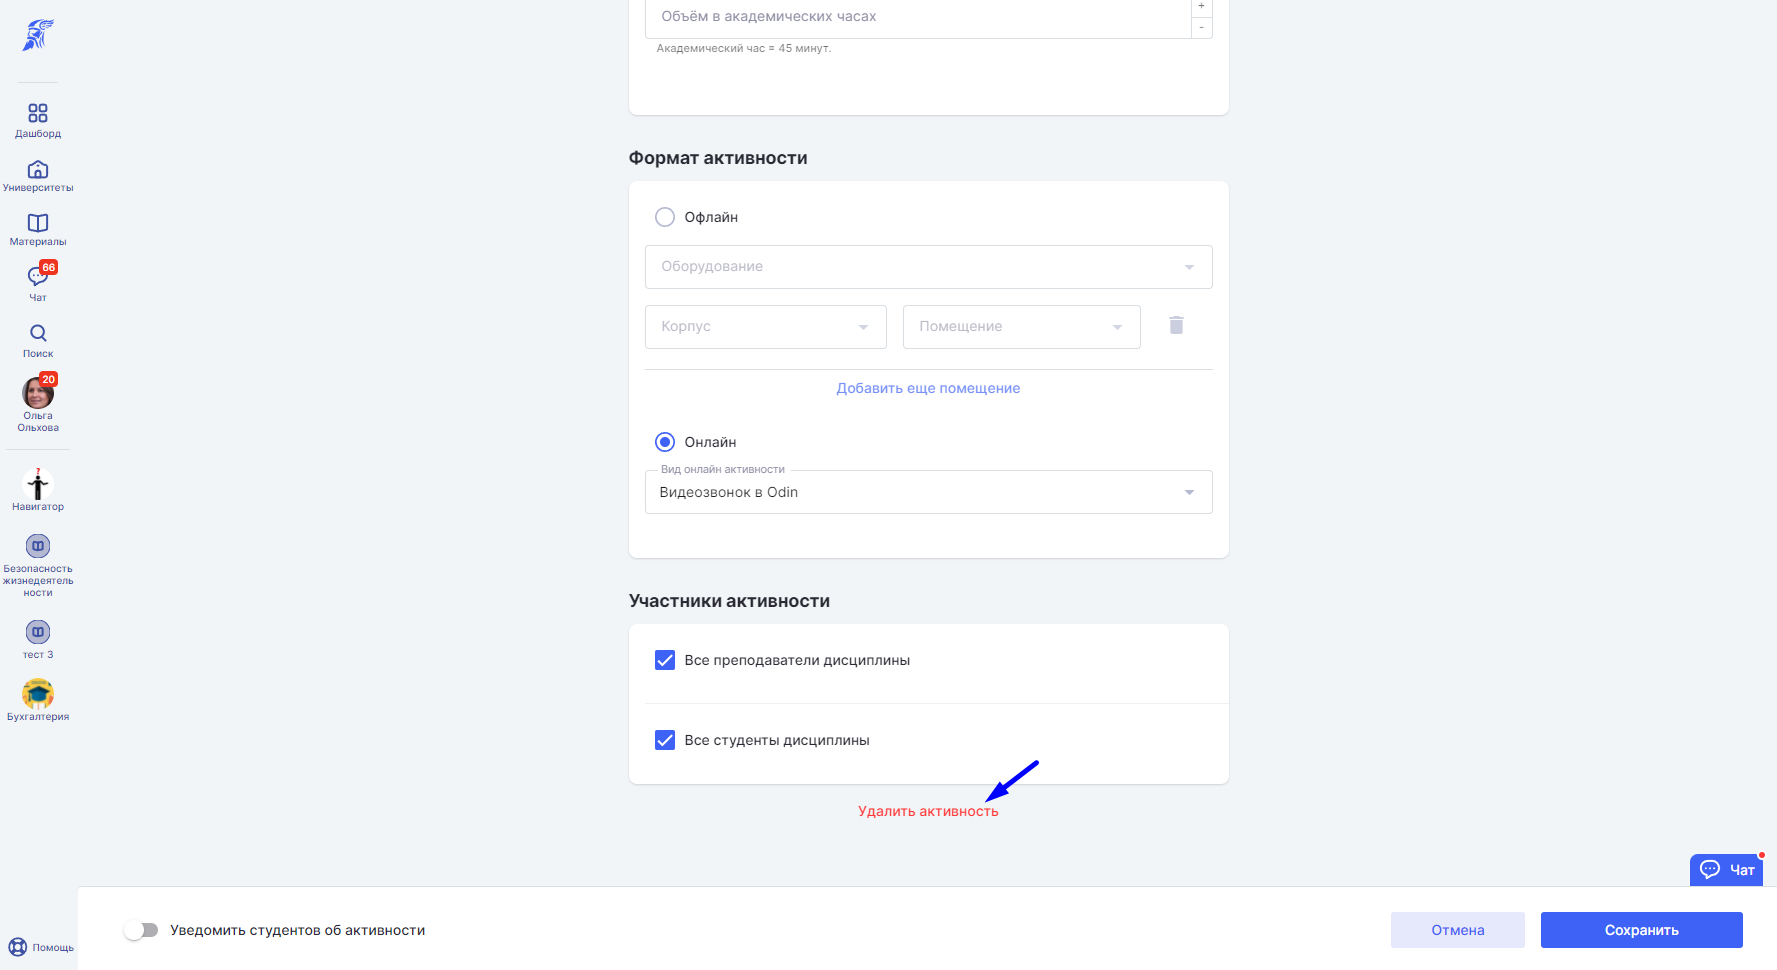 Дашборд
Университеты
Материалы
66
Чат
Поиск
20
Ольга
Ольхова
?
Навигатор
Безопасность
жизнедеятель
ности
тест 3
Бухгалтерия
Помощь
Объём в академических часах
+
-
Академический час = 45 минут.
Формат активности
Офлайн
Оборудование
Корпус
Помещение
Добавить еще помещение
Онлайн
Вид онлайн активности
Видеозвонок в Odin
Участники активности
Все преподаватели дисциплины
Все студенты дисциплины
Удалить активность
Чат
Уведомить студентов об активности
Отмена
Сохранить